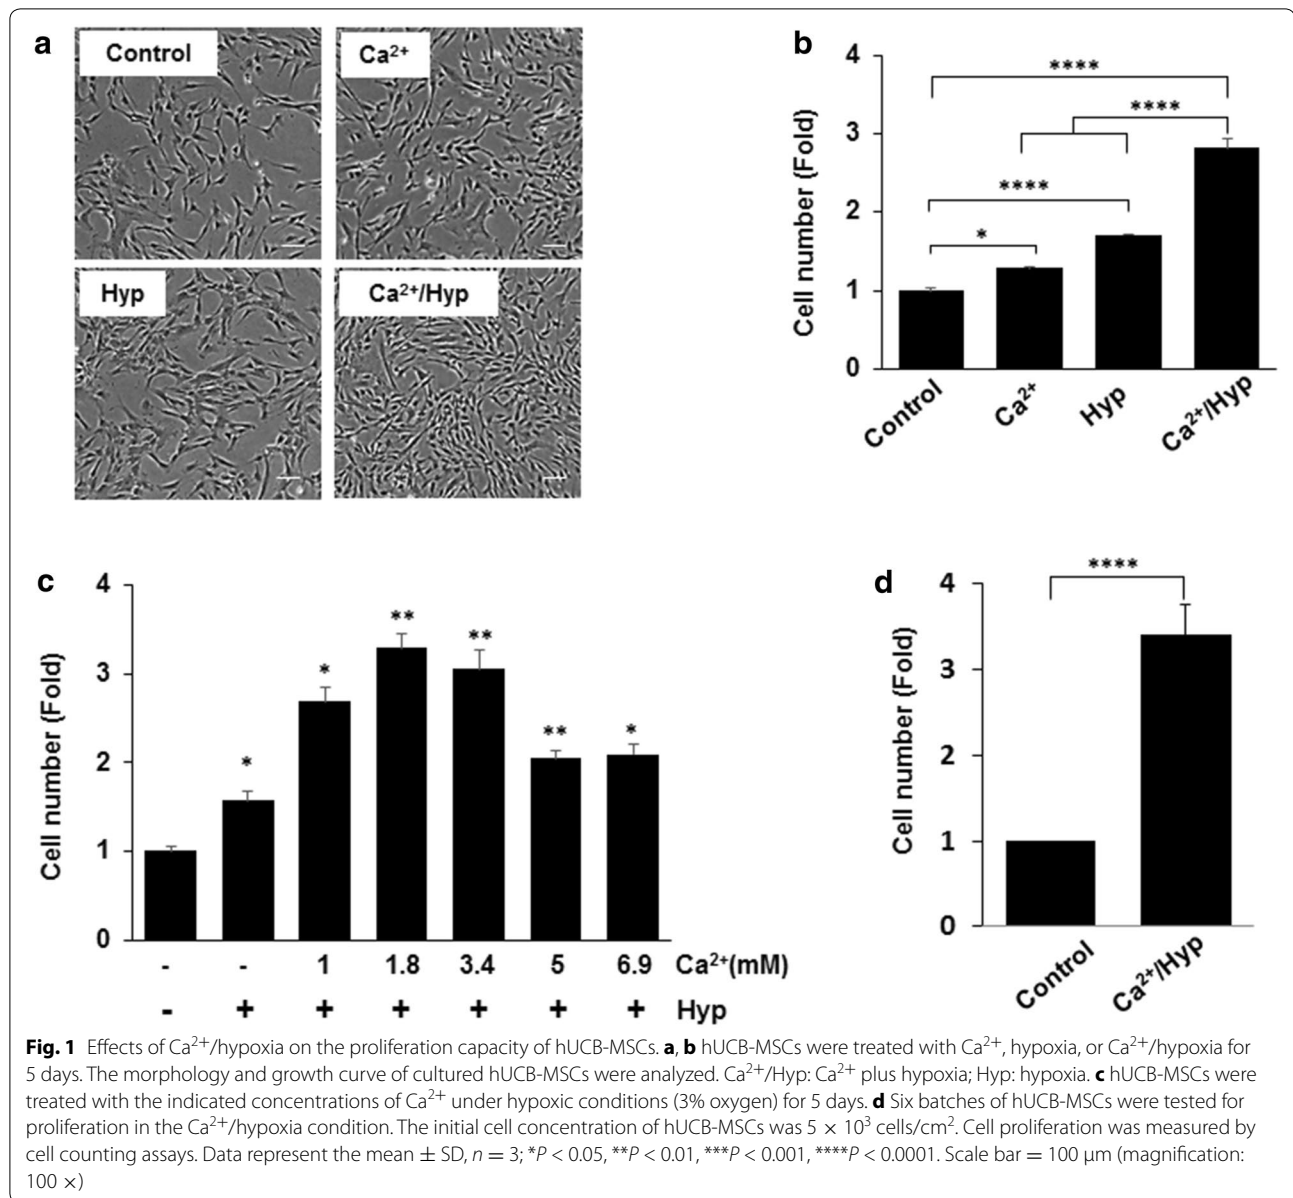 a
Control
Ca²⁺
Hyp
Ca²⁺/Hyp
b
Cell number (Fold)
4
3
2
1
0
****
****
****
*
Control
Ca²⁺
Hyp
Ca²⁺/Hyp
c
Cell number (Fold)
4
3
2
1
0
* * ** ** ** *
- - 1 1.8 3.4 5 6.9 Ca²⁺(mM)
- + + + + + + Hyp
d
Cell number (Fold)
4
3
2
1
0
****
Control
Ca²⁺/Hyp
Fig. 1 Effects of Ca²⁺/hypoxia on the proliferation capacity of hUCB-MSCs. a, b hUCB-MSCs were treated with Ca²⁺, hypoxia, or Ca²⁺/hypoxia for
5 days. The morphology and growth curve of cultured hUCB-MSCs were analyzed. Ca²⁺/Hyp: Ca²⁺ plus hypoxia; Hyp: hypoxia. c hUCB-MSCs were
treated with the indicated concentrations of Ca²⁺ under hypoxic conditions (3% oxygen) for 5 days. d Six batches of hUCB-MSCs were tested for
proliferation in the Ca²⁺/hypoxia condition. The initial cell concentration of hUCB-MSCs was 5 × 10³ cells/cm². Cell proliferation was measured by
cell counting assays. Data represent the mean ± SD, n = 3; *P < 0.05, **P < 0.01, ***P < 0.001, ****P < 0.0001. Scale bar = 100 μm (magnification:
100 ×)